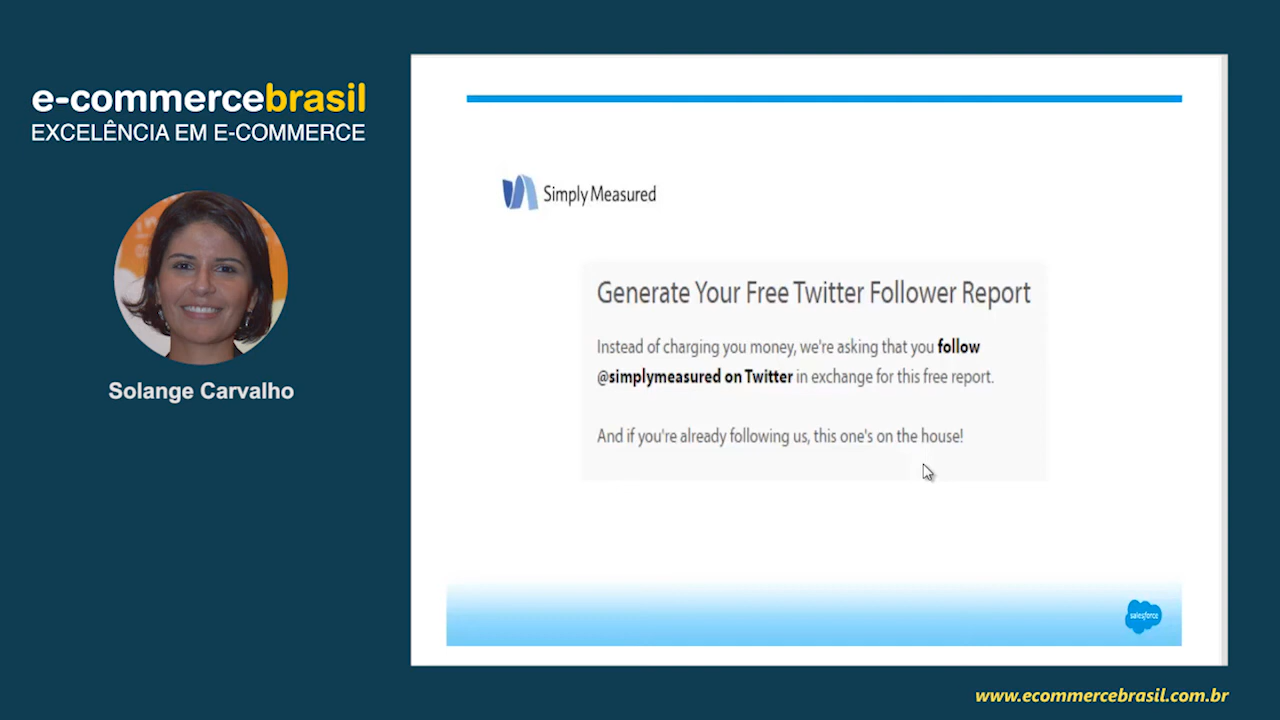 e-commercebrasil
EXCELÊNCIA EM E-COMMERCE
Solange Carvalho
Simply Measured
Generate Your Free Twitter Follower Report
Instead of charging you money, we're asking that you follow
@simplymeasured on Twitter in exchange for this free report.
And if you're already following us, this one's on the house!
salesforce
www.ecommercebrasil.com.br